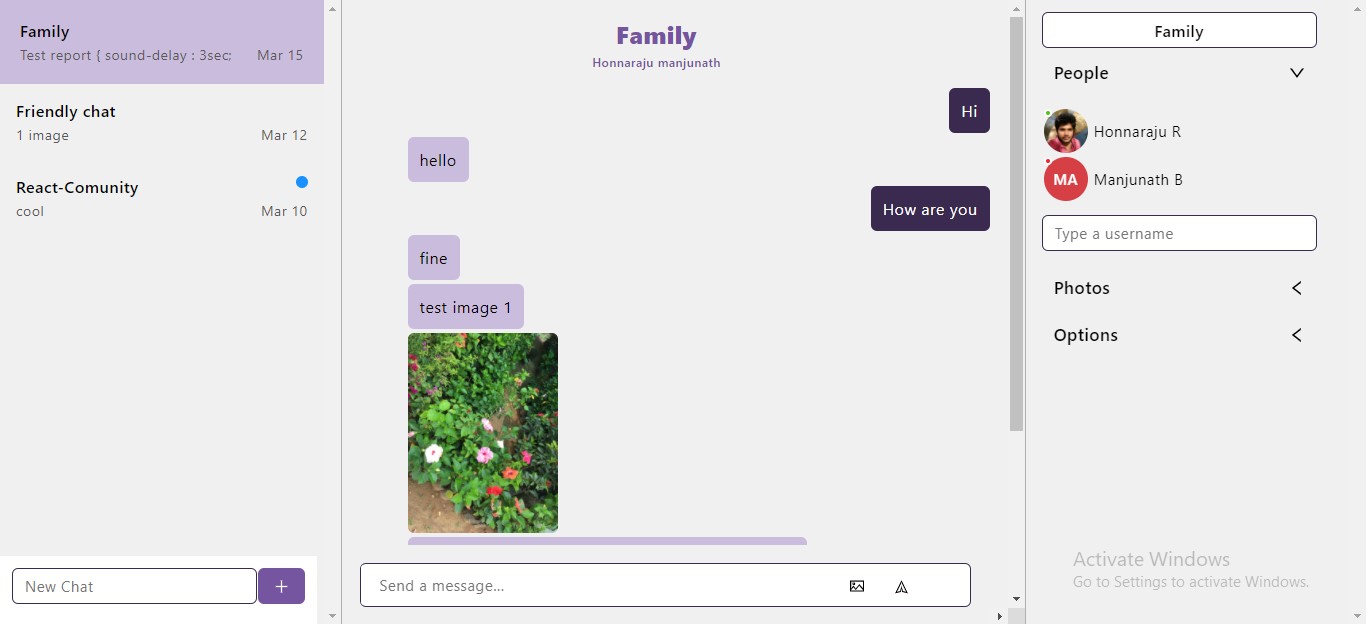 Family
Test report { sound-delay : 3sec; Mar 15
Friendly chat
1 image Mar 12
React-Comunity
cool Mar 10
New Chat +
Family
Honnaraju manjunath
Hi
hello
How are you
fine
test image 1
Send a message...
Family
People
Honnaraju R
MA Manjunath B
Type a username
Photos
Options
Activate Windows
Go to Settings to activate Windows.